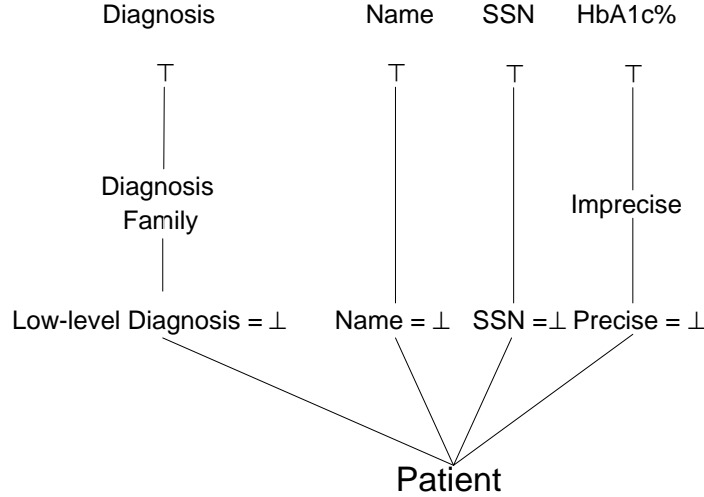 Diagnosis Name SSN HbA1c%
⊤ ⊤ ⊤ ⊤
Diagnosis
Family
Imprecise
Low-level Diagnosis = ⊥ Name = ⊥ SSN =⊥ Precise = ⊥
Patient